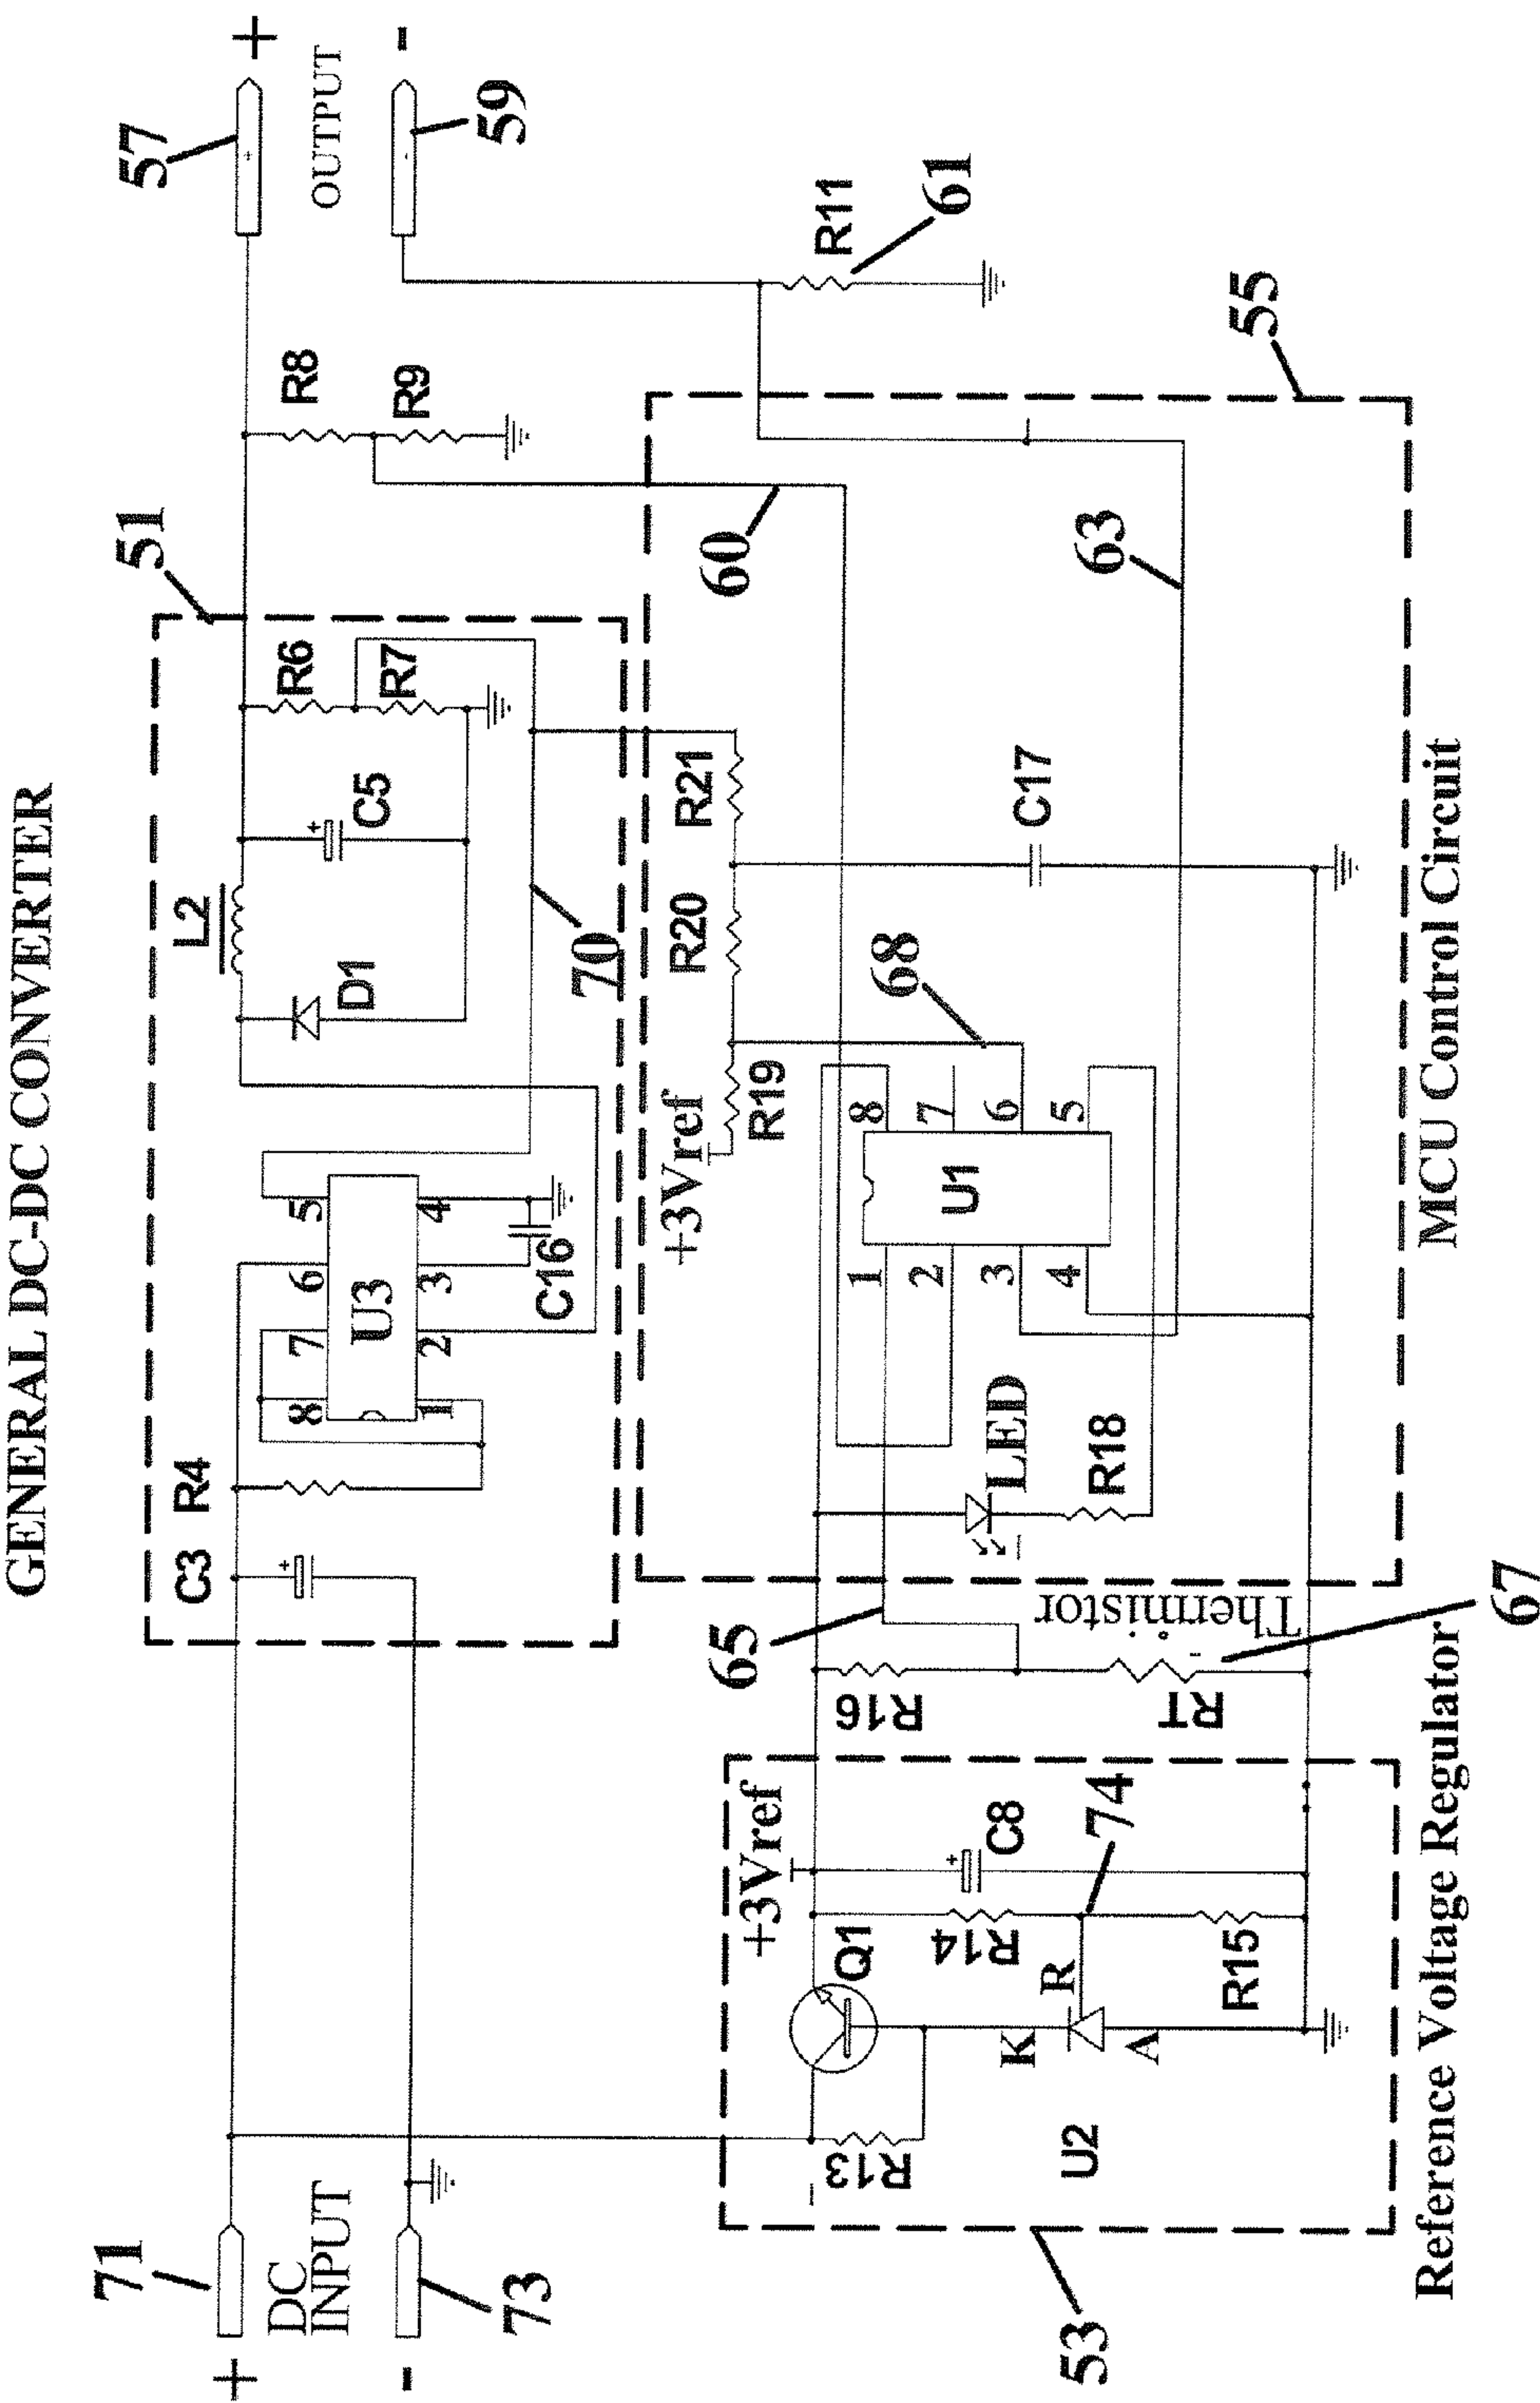 GENERAL DC-DC CONVERTER
71
+
DC
INPUT
-
73
C3
+
R4
8
7
6
5
U3
1
2
3
4
C16
L2
D1
+
C5
R6
R7
51
70
R8
R9
57
+
+
OUTPUT
-
-
59
R11
61
53
R13
Q1
+3Vref
U2
K
R
A
R14
R15
74
+
C8
Reference Voltage Regulator
R16
RT
Thermistor
65
67
LED
R18
+3Vref
R19
R20
R21
68
60
63
55
1
2
3
4
U1
8
7
6
5
C17
MCU Control Circuit